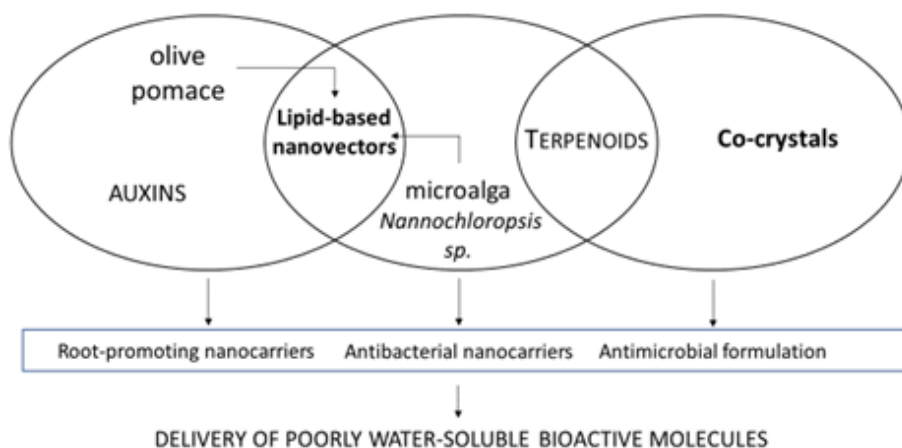 olive
pomace
Lipid-based
nanovectors
AUXINS
microalga
Nannochloropsis
sp.
TERPENOIDS
Co-crystals
Root-promoting nanocarriers
Antibacterial nanocarriers
Antimicrobial formulation
DELIVERY OF POORLY WATER-SOLUBLE BIOACTIVE MOLECULES